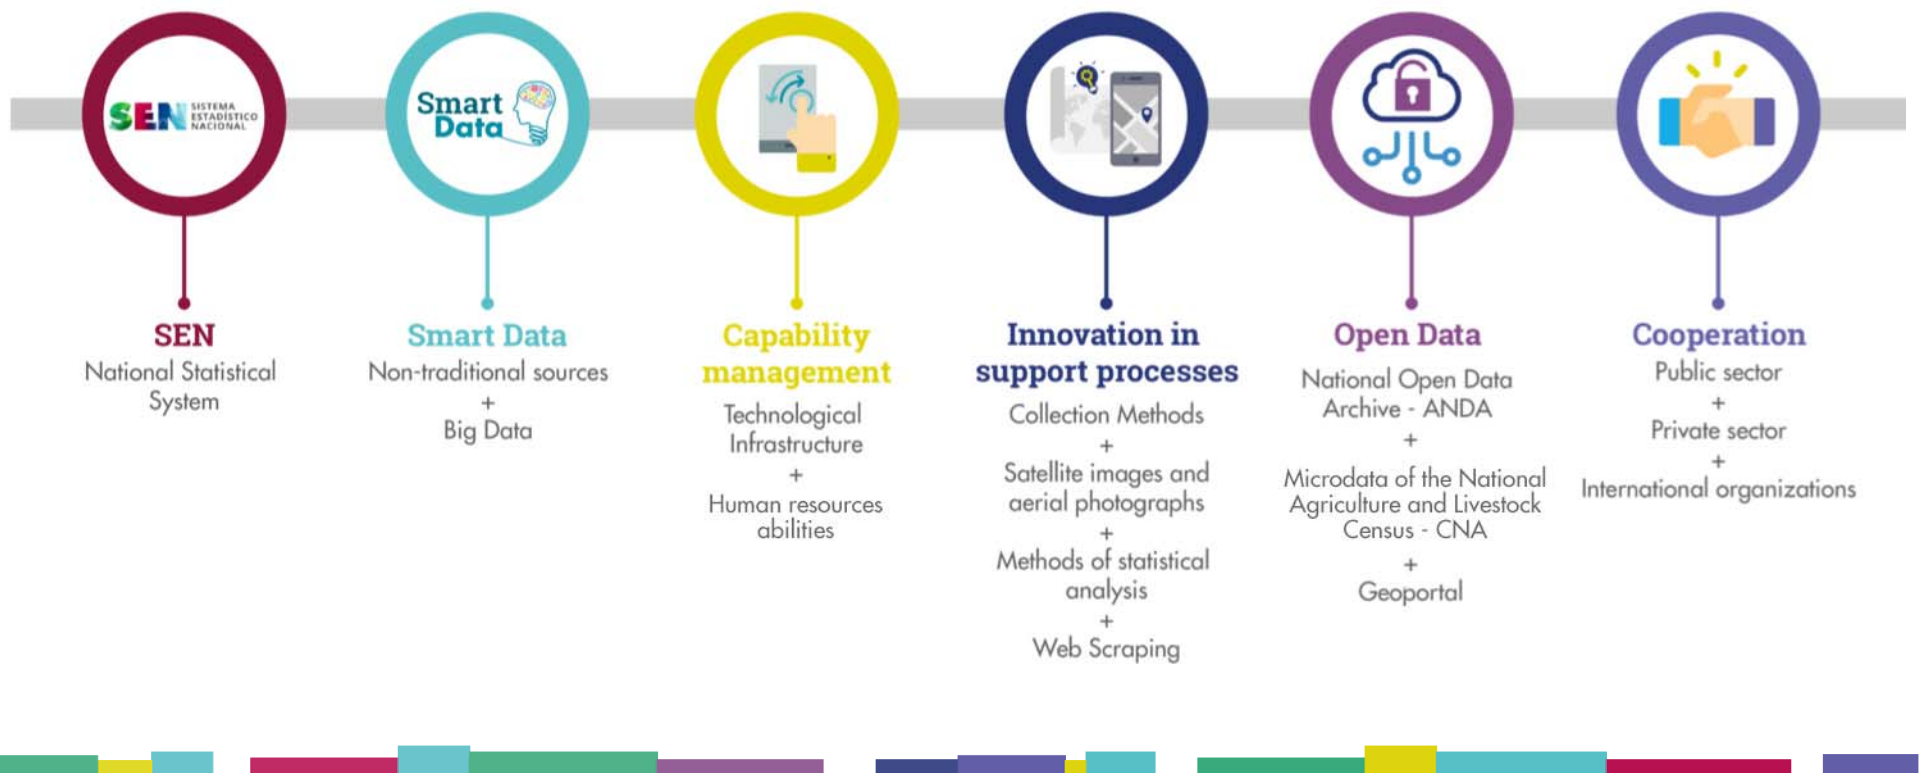 SEN SISTEMA
ESTADÍSTICO
NACIONAL
Smart
Data
SEN
National Statistical
System
Smart Data
Non-traditional sources
+
Big Data
Capability
management
Technological
Infrastructure
+
Human resources
abilities
Innovation in
support processes
Collection Methods
+
Satellite images and
aerial photographs
+
Methods of statistical
analysis
+
Web Scraping
Open Data
National Open Data
Archive - ANDA
+
Microdata of the National
Agriculture and Livestock
Census - CNA
+
Geoportal
Cooperation
Public sector
+
Private sector
+
International organizations